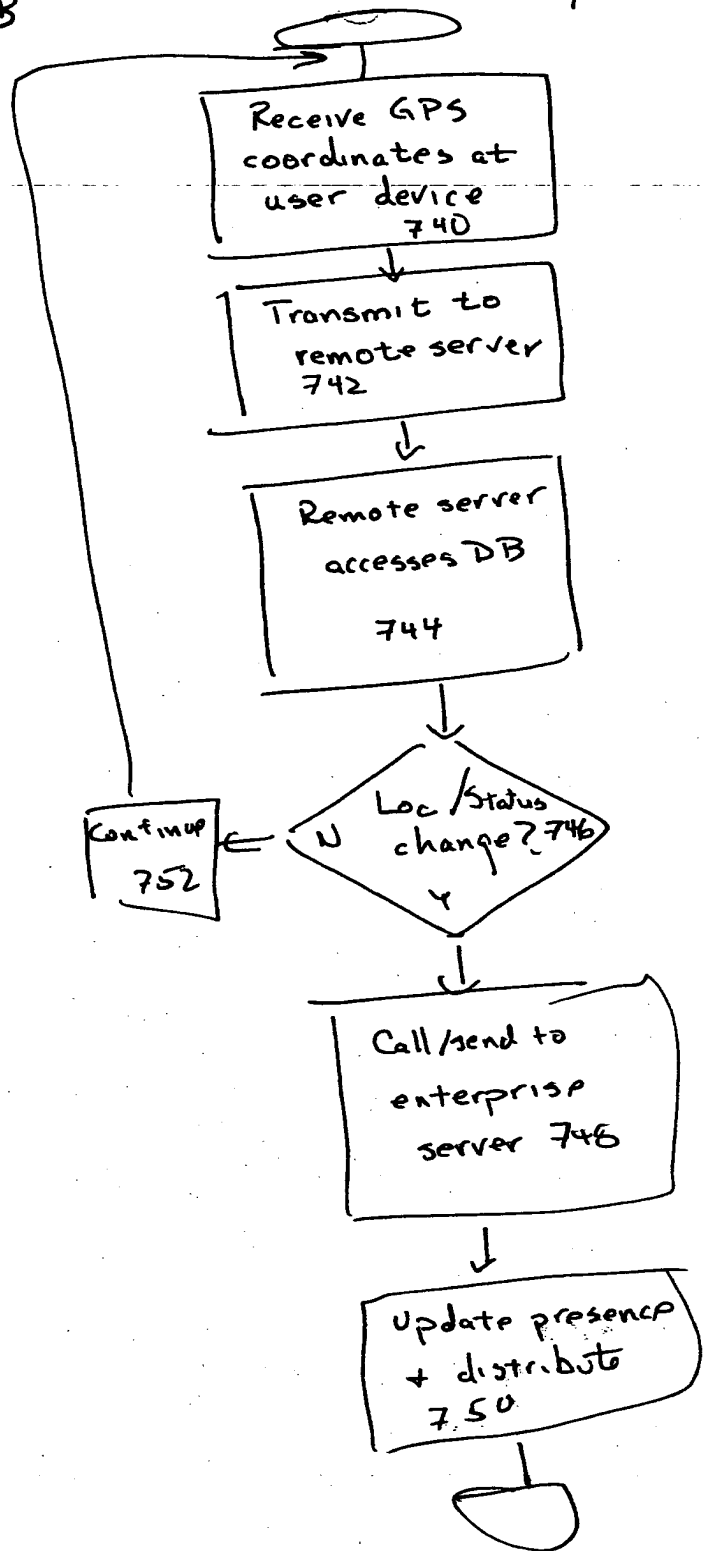 Receive GPS
coordinates at
user device
740
Transmit to
remote server
742
Remote server
accesses DB
744
Loc/Status
change? 746
N
Y
Continue
752
Call/send to
enterprise
server 748
Update presence
+ distribute
750